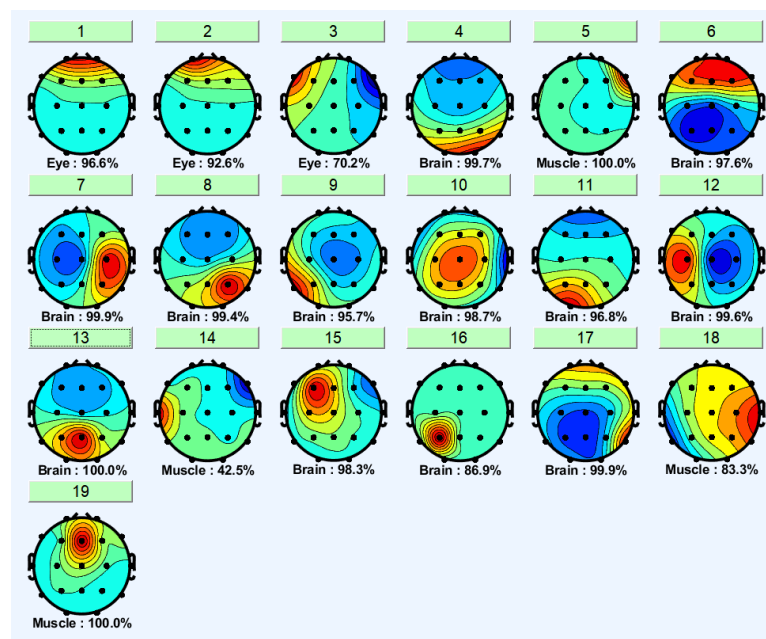 1 2 3 4 5 6
Eye : 96.6% Eye : 92.6% Eye : 70.2% Brain : 99.7% Muscle : 100.0% Brain : 97.6%
7 8 9 10 11 12
Brain : 99.9% Brain : 99.4% Brain : 95.7% Brain : 98.7% Brain : 96.8% Brain : 99.6%
13 14 15 16 17 18
Brain : 100.0% Muscle : 42.5% Brain : 98.3% Brain : 86.9% Brain : 99.9% Muscle : 83.3%
19
Muscle : 100.0%